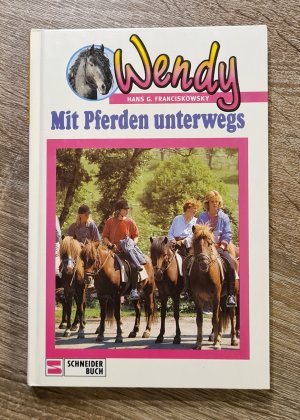 Wendy
HANS G. FRANCISKOWSKY
Mit Pferden unterwegs
SCHNEIDER
BUCH